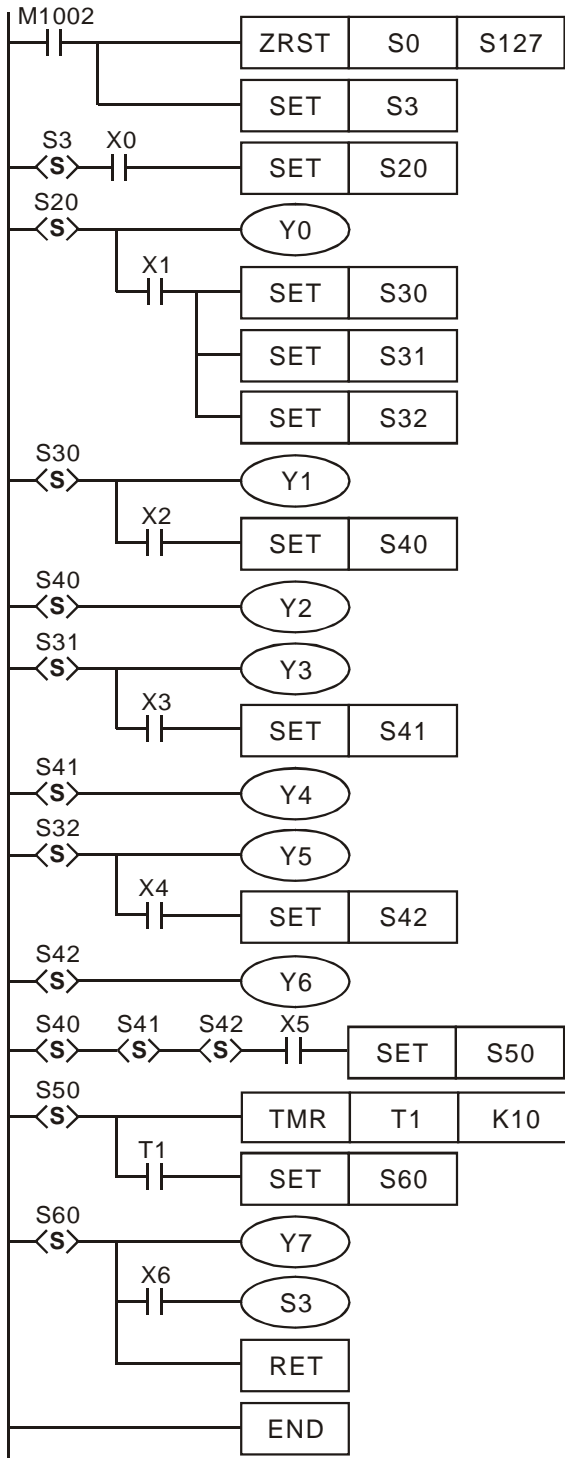 M1002
ZRST S0 S127
SET S3
S3 X0
S SET S20
S20
S Y0
X1
SET S30
SET S31
SET S32
S30
S Y1
X2
SET S40
S40
S Y2
S31
S Y3
X3
SET S41
S41
S Y4
S32
S Y5
X4
SET S42
S42
S Y6
S40 S41 S42 X5
S S S SET S50
S50
S TMR T1 K10
T1
SET S60
S60
S Y7
X6
S3
RET
END